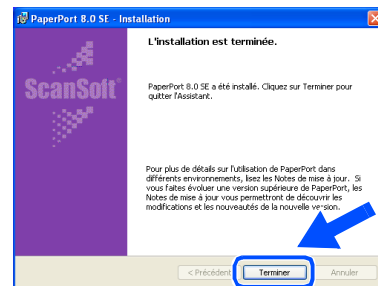 PaperPort 8.0 SE - Installation
L'installation est terminée.
ScanSoft®
PaperPort 8.0 SE a été installé. Cliquez sur Terminer pour
quitter l'Assistant.
Pour plus de détails sur l'utilisation de PaperPort dans
différents environnements, lisez les Notes de mise à jour. Si
vous faites évoluer une version supérieure de PaperPort, les
Notes de mise à jour vous permettront de découvrir les
modifications et les nouveautés de la nouvelle version.
< Précédent Terminer Annuler